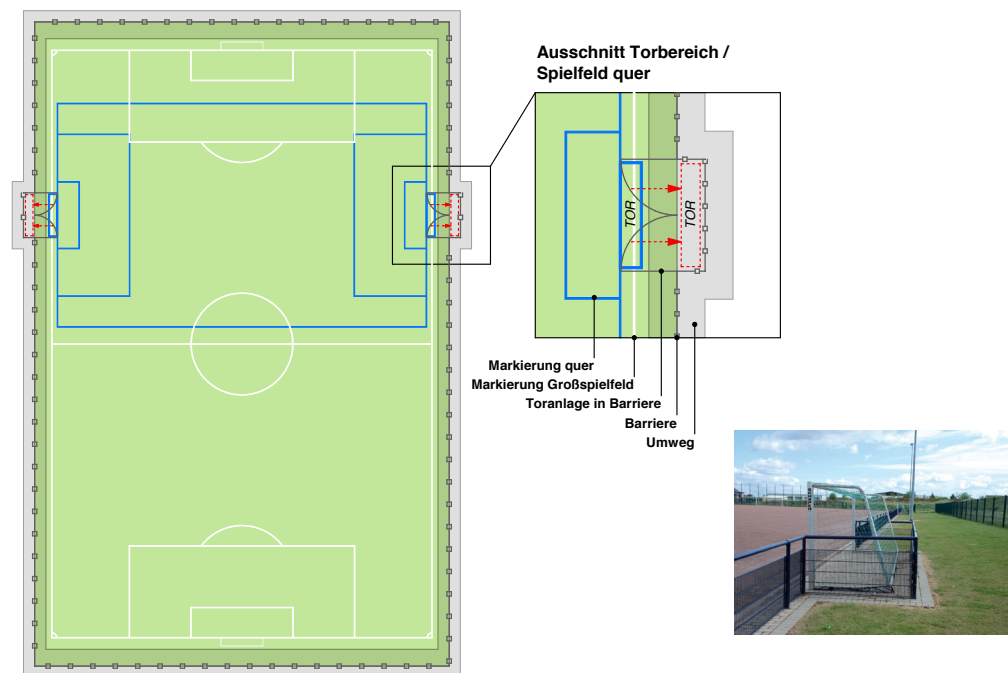 Ausschnitt Torbereich /
Spielfeld quer
TOR
TOR
Markierung quer
Markierung Großspielfeld
Toranlage in Barriere
Barriere
Umweg